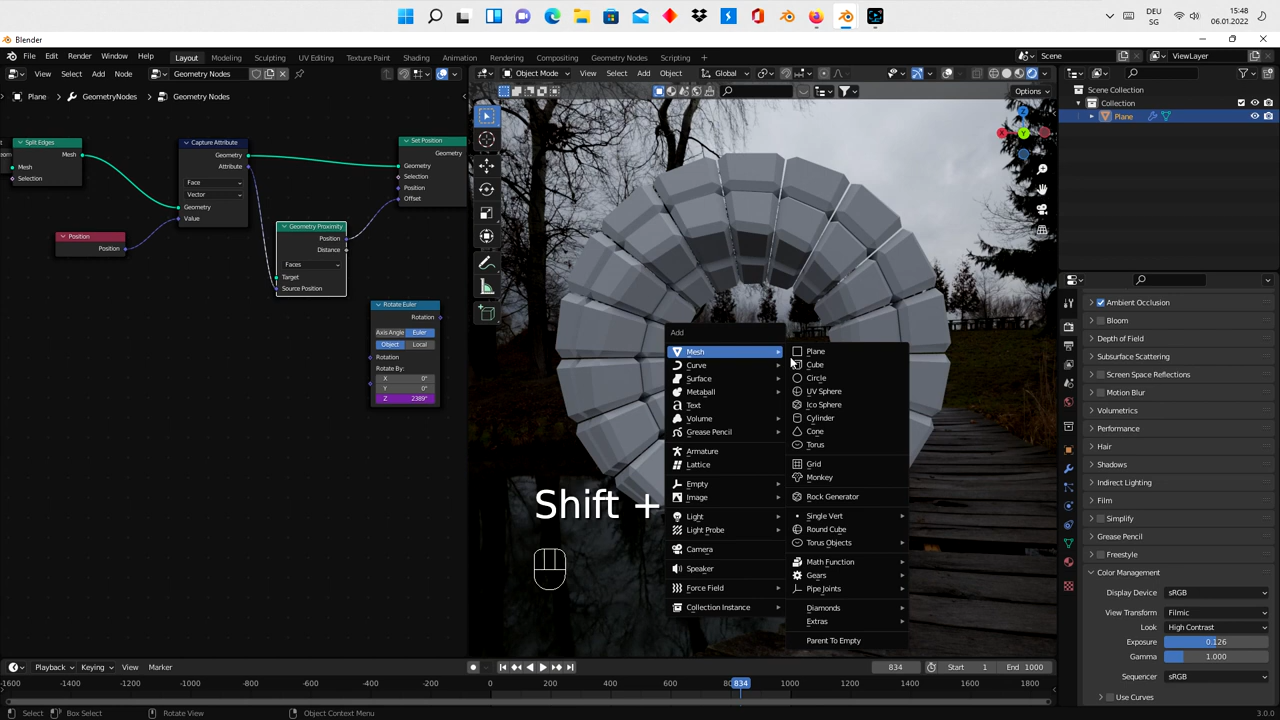 DEU
SG
15:48
06.01.2022
Blender
File Edit Render Window Help
Layout Modeling Sculpting UV Editing Texture Paint Shading Animation Rendering Compositing Geometry Nodes Scripting
Scene
ViewLayer
View Select Add Node
Geometry Nodes
Object Mode View Select Add Object
Global
Options
Plane
GeometryNodes
Geometry Nodes
Scene Collection
Collection
Plane
Split Edges
Mesh
Mesh
Selection
Capture Attribute
Geometry
Attribute
Face
Vector
Geometry
Value
Set Position
Geometry
Geometry
Selection
Position
Offset
Position
Position
Geometry Proximity
Position
Distance
Faces
Target
Source Position
Rotate Euler
Rotation
Axis Angle Euler
Object Local
Rotation
Rotate By:
X 0°
Y 0°
Z 2389°
Add
Mesh
Curve
Surface
Metaball
Text
Volume
Grease Pencil
Armature
Lattice
Empty
Image
Light
Light Probe
Camera
Speaker
Force Field
Collection Instance
Plane
Cube
Circle
UV Sphere
Ico Sphere
Cylinder
Cone
Torus
Grid
Monkey
Rock Generator
Single Vert
Round Cube
Torus Objects
Math Function
Gears
Pipe Joints
Diamonds
Extras
Parent To Empty
Shift +
Ambient Occlusion
Bloom
Depth of Field
Subsurface Scattering
Screen Space Reflections
Motion Blur
Volumetrics
Performance
Hair
Shadows
Indirect Lighting
Film
Simplify
Grease Pencil
Freestyle
Color Management
Display Device sRGB
View Transform Filmic
Look High Contrast
Exposure 0.126
Gamma 1.000
Sequencer sRGB
Use Curves
Playback Keying View Marker
834 Start 1 End 1000
-1600 -1400 -1200 -1000 -800 -600 -400 -200 0 200 400 600 834 1000 1200 1400 1600 1800
Select Box Select Rotate View Object Context Menu
3.0.0